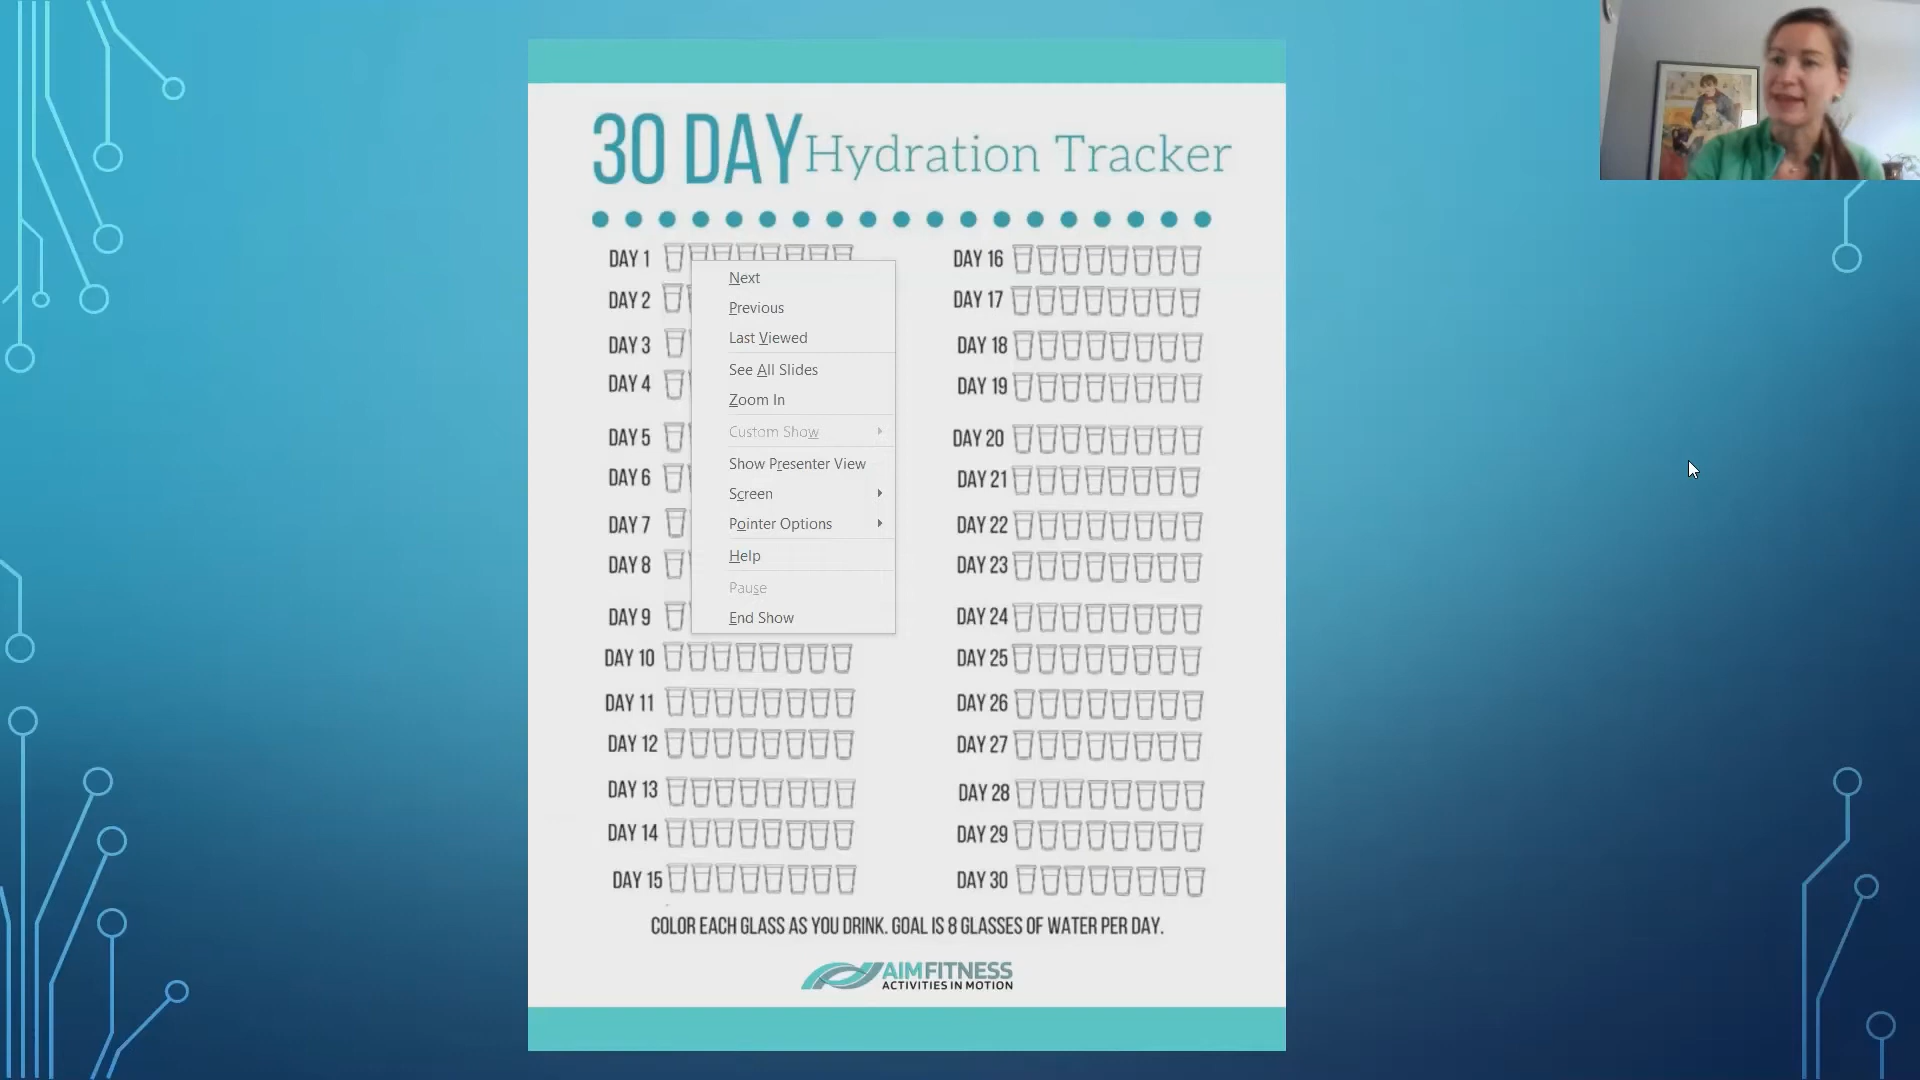 30 DAY Hydration Tracker
DAY 1
DAY 2
DAY 3
DAY 4
DAY 5
DAY 6
DAY 7
DAY 8
DAY 9
DAY 10
DAY 11
DAY 12
DAY 13
DAY 14
DAY 15
Next
Previous
Last Viewed
See All Slides
Zoom In
Custom Show
Show Presenter View
Screen
Pointer Options
Help
Pause
End Show
DAY 16
DAY 17
DAY 18
DAY 19
DAY 20
DAY 21
DAY 22
DAY 23
DAY 24
DAY 25
DAY 26
DAY 27
DAY 28
DAY 29
DAY 30
COLOR EACH GLASS AS YOU DRINK. GOAL IS 8 GLASSES OF WATER PER DAY.
AIMFITNESS
ACTIVITIES IN MOTION